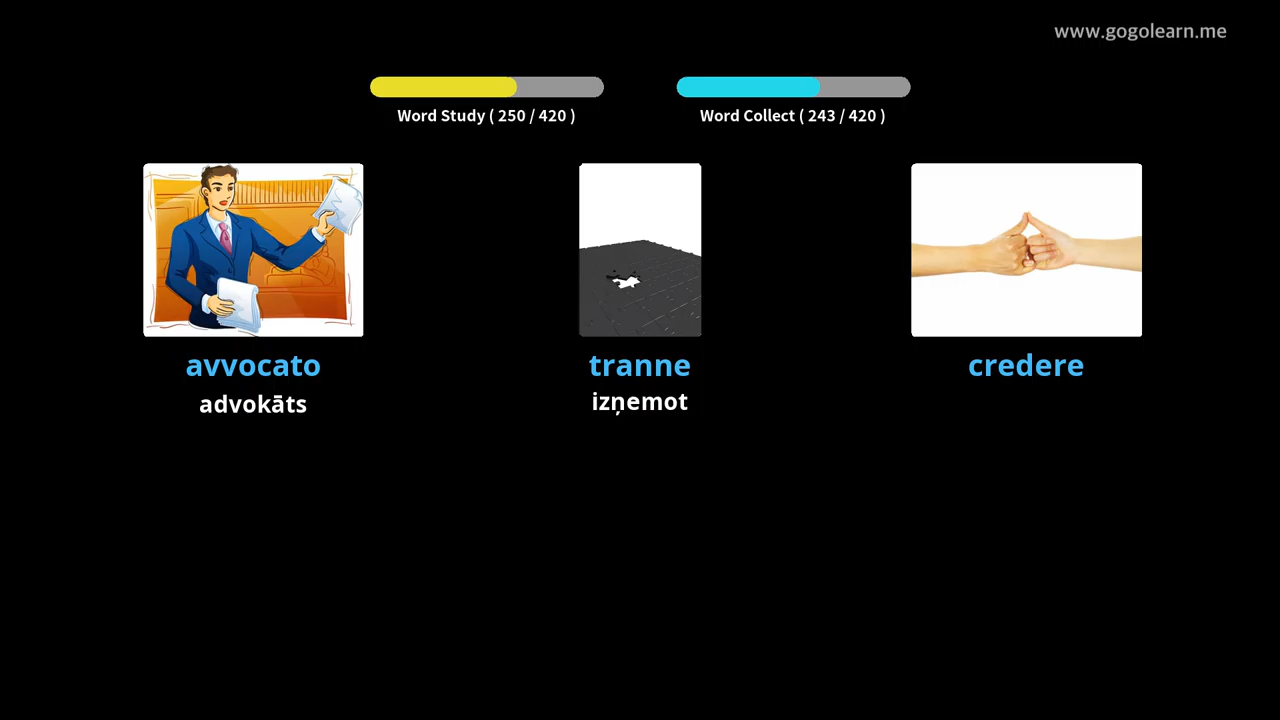 www.gogolearn.me
Word Study ( 250 / 420 )
Word Collect ( 243 / 420 )
avvocato
advokāts
tranne
izņemot
credere